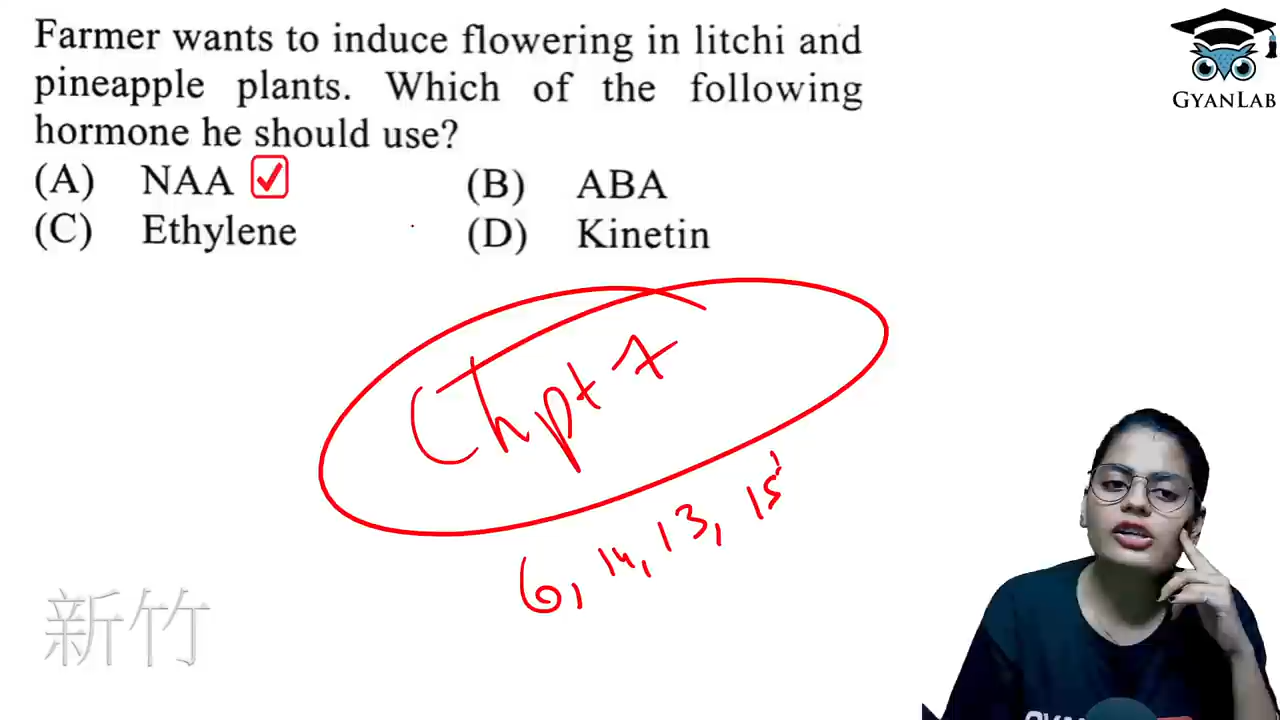 Farmer wants to induce flowering in litchi and
pineapple plants. Which of the following
hormone he should use?
(A) NAA (B) ABA
(C) Ethylene (D) Kinetin
GYANLAB
Chpt 7
6, 14, 13, 15
新竹